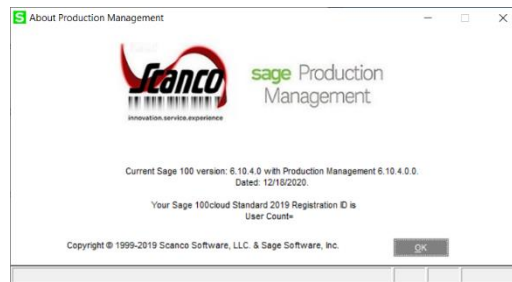 About Production Management
Scanco
innovation.service.experience
sage Production
Management
Current Sage 100 version: 6.10.4.0 with Production Management 6.10.4.0.0.
Dated: 12/18/2020.
Your Sage 100cloud Standard 2019 Registration ID is
User Count=
Copyright © 1999-2019 Scanco Software, LLC. & Sage Software, Inc.
OK